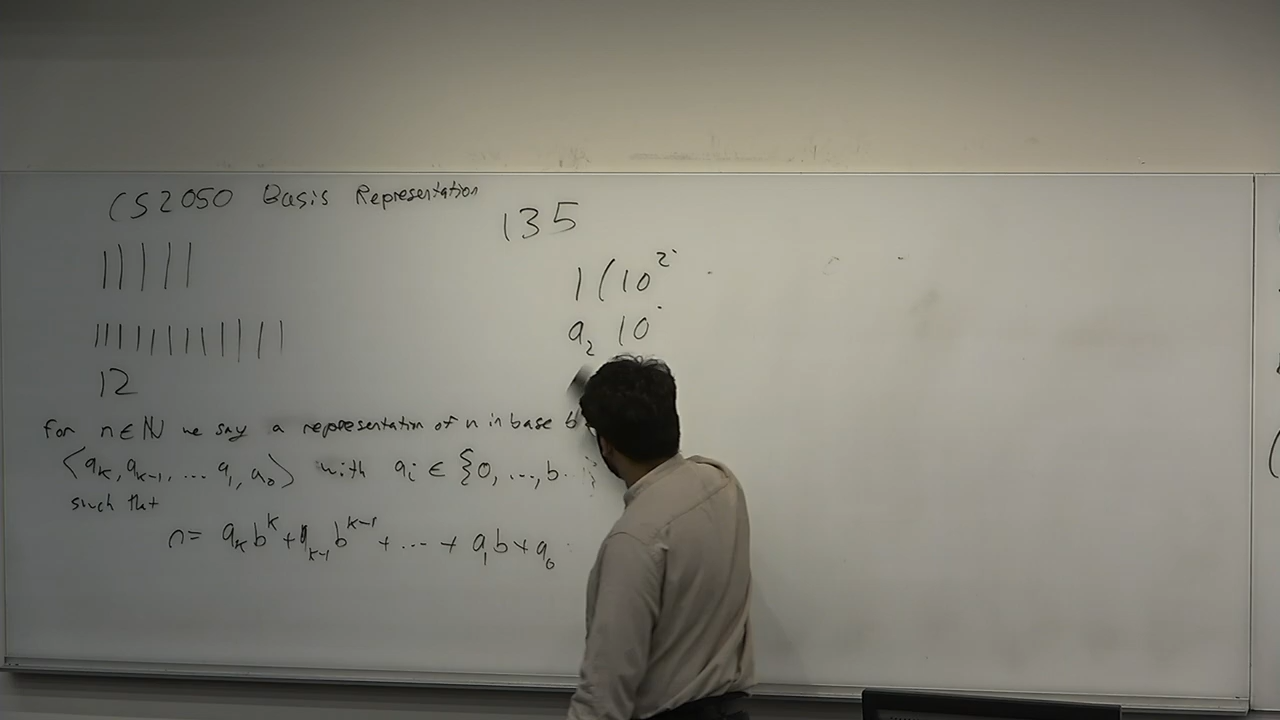 CS2050 Basis Representation
135
||||||
1(10²
||||||||||||
a₂ 10
12
For n∈ℕ we say a representation of n in base b
⟨aₖ, aₖ₋₁, ... a₁, a₀⟩ with aᵢ ∈ {0, ..., b
such that
n = aₖbᵏ + aₖ₋₁bᵏ⁻¹ + ... + a₁b + a₀